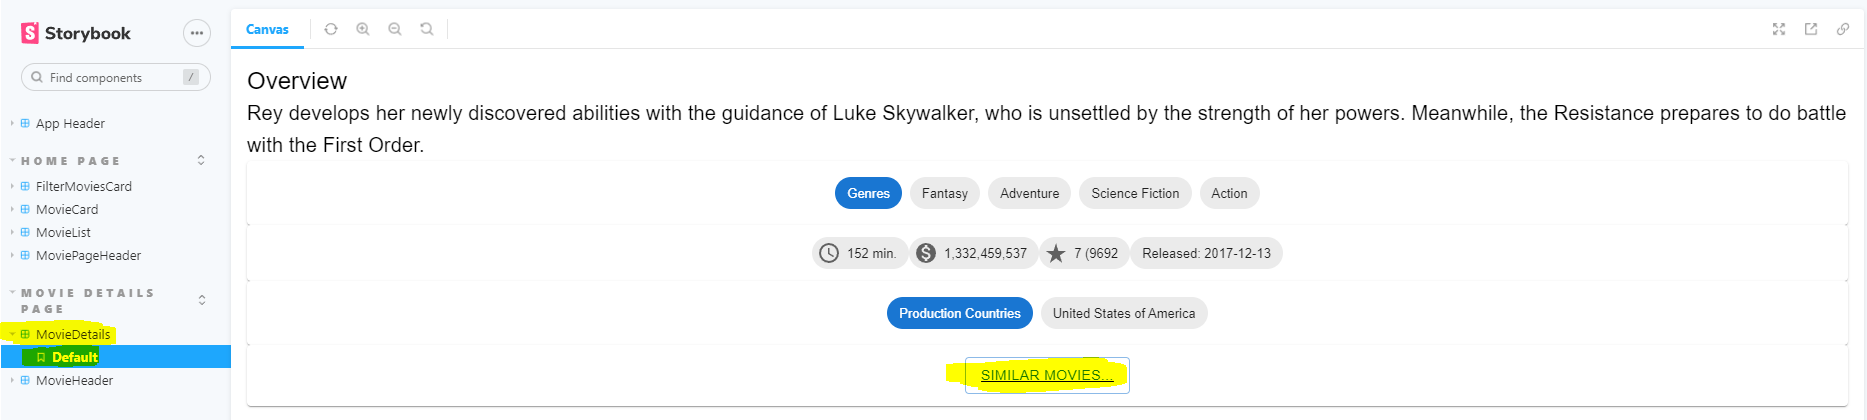 Storybook
Find components /
App Header
HOME PAGE
FilterMoviesCard
MovieCard
MovieList
MoviePageHeader
MOVIE DETAILS
PAGE
MovieDetails
Default
MovieHeader
Canvas
Overview
Rey develops her newly discovered abilities with the guidance of Luke Skywalker, who is unsettled by the strength of her powers. Meanwhile, the Resistance prepares to do battle
with the First Order.
Genres Fantasy Adventure Science Fiction Action
152 min. 1,332,459,537 7 (9692 Released: 2017-12-13
Production Countries United States of America
SIMILAR MOVIES...